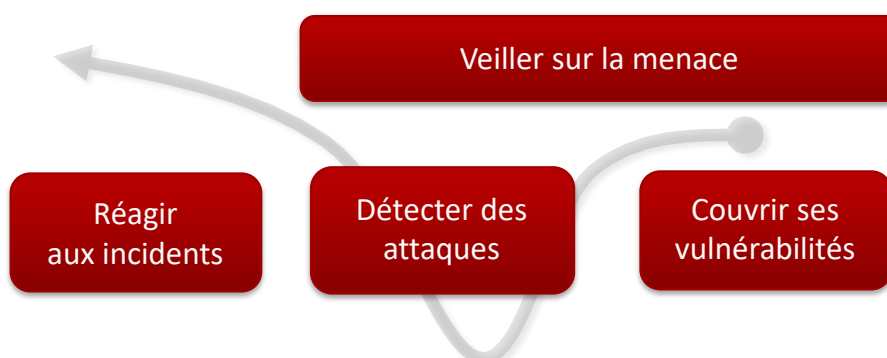 Veiller sur la menace
Réagir
aux incidents
Détecter des
attaques
Couvrir ses
vulnérabilités